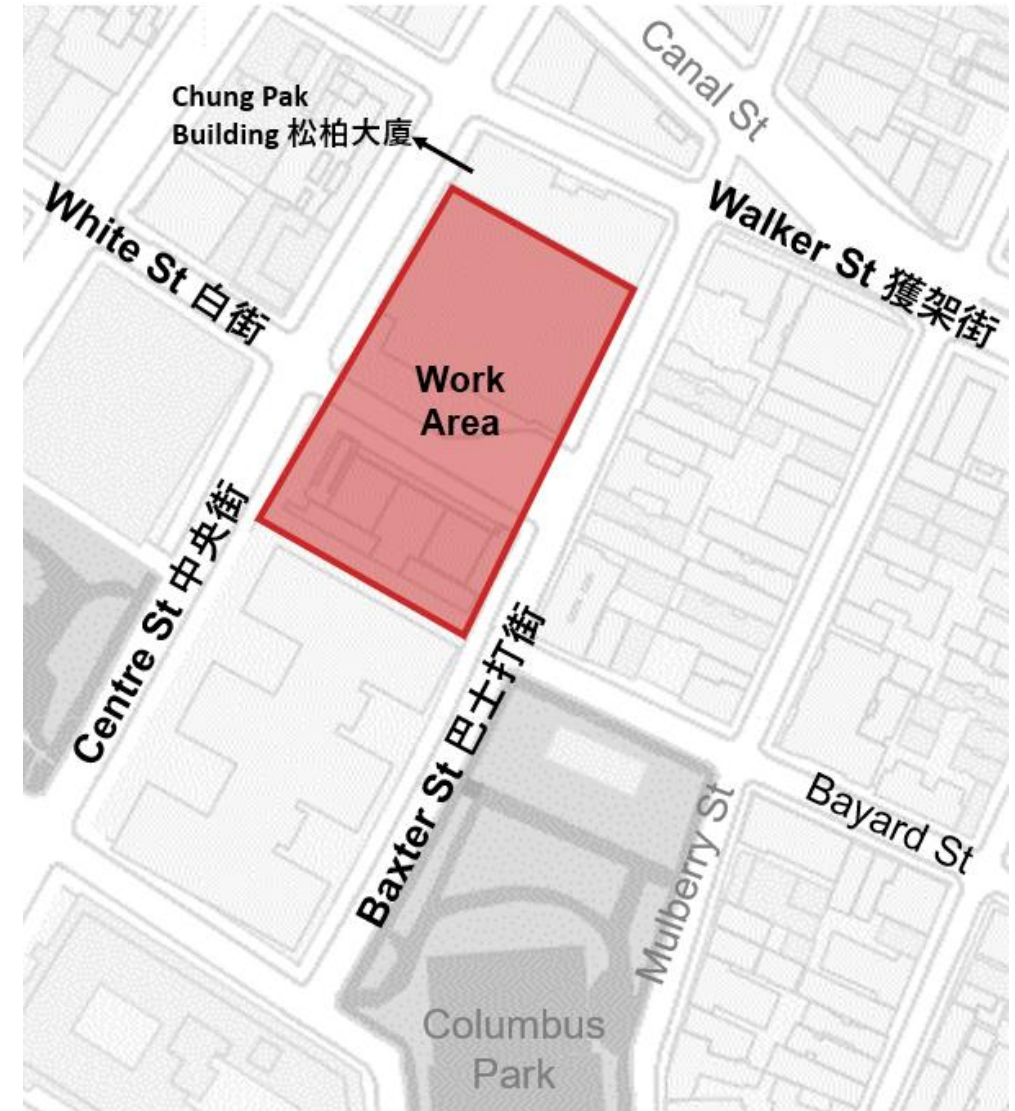 Canal St
Chung Pak
Building 松柏大廈
Walker St 獲架街
White St 白街
Work
Area
Centre St 中央街
Baxter St 巴士打街
Bayard St
Mulberry St
Columbus
Park